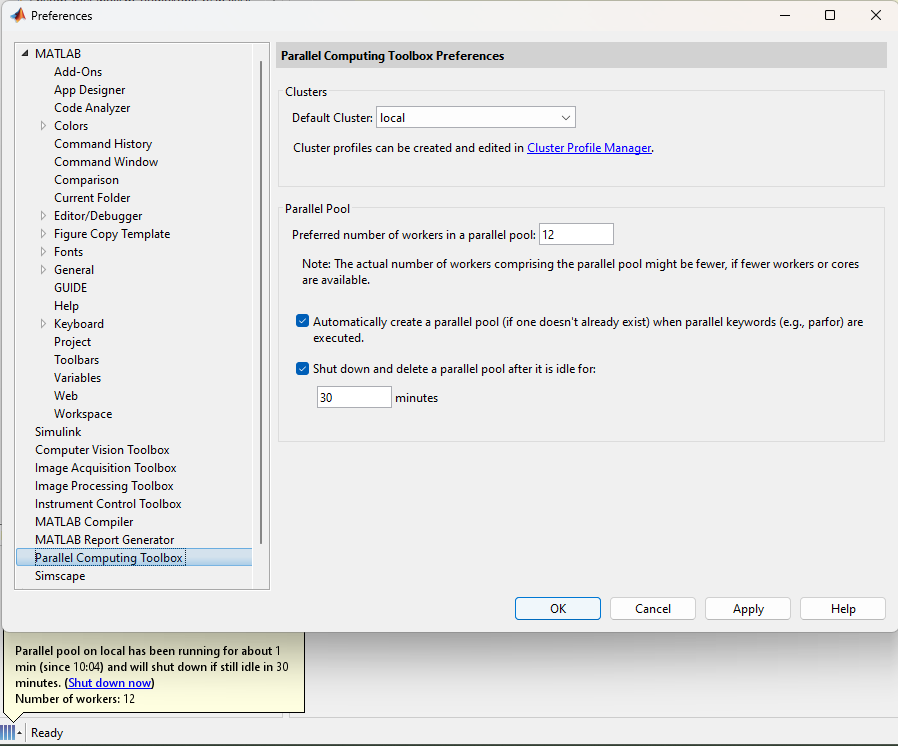 Preferences
MATLAB
Add-Ons
App Designer
Code Analyzer
Colors
Command History
Command Window
Comparison
Current Folder
Editor/Debugger
Figure Copy Template
Fonts
General
GUIDE
Help
Keyboard
Project
Toolbars
Variables
Web
Workspace
Simulink
Computer Vision Toolbox
Image Acquisition Toolbox
Image Processing Toolbox
Instrument Control Toolbox
MATLAB Compiler
MATLAB Report Generator
Parallel Computing Toolbox
Simscape
Parallel Computing Toolbox Preferences
Clusters
Default Cluster: local
Cluster profiles can be created and edited in Cluster Profile Manager.
Parallel Pool
Preferred number of workers in a parallel pool: 12
Note: The actual number of workers comprising the parallel pool might be fewer, if fewer workers or cores
are available.
Automatically create a parallel pool (if one doesn't already exist) when parallel keywords (e.g., parfor) are
executed.
Shut down and delete a parallel pool after it is idle for:
30 minutes
OK
Cancel
Apply
Help
Parallel pool on local has been running for about 1
min (since 10:04) and will shut down if still idle in 30
minutes. (Shut down now)
Number of workers: 12
Ready